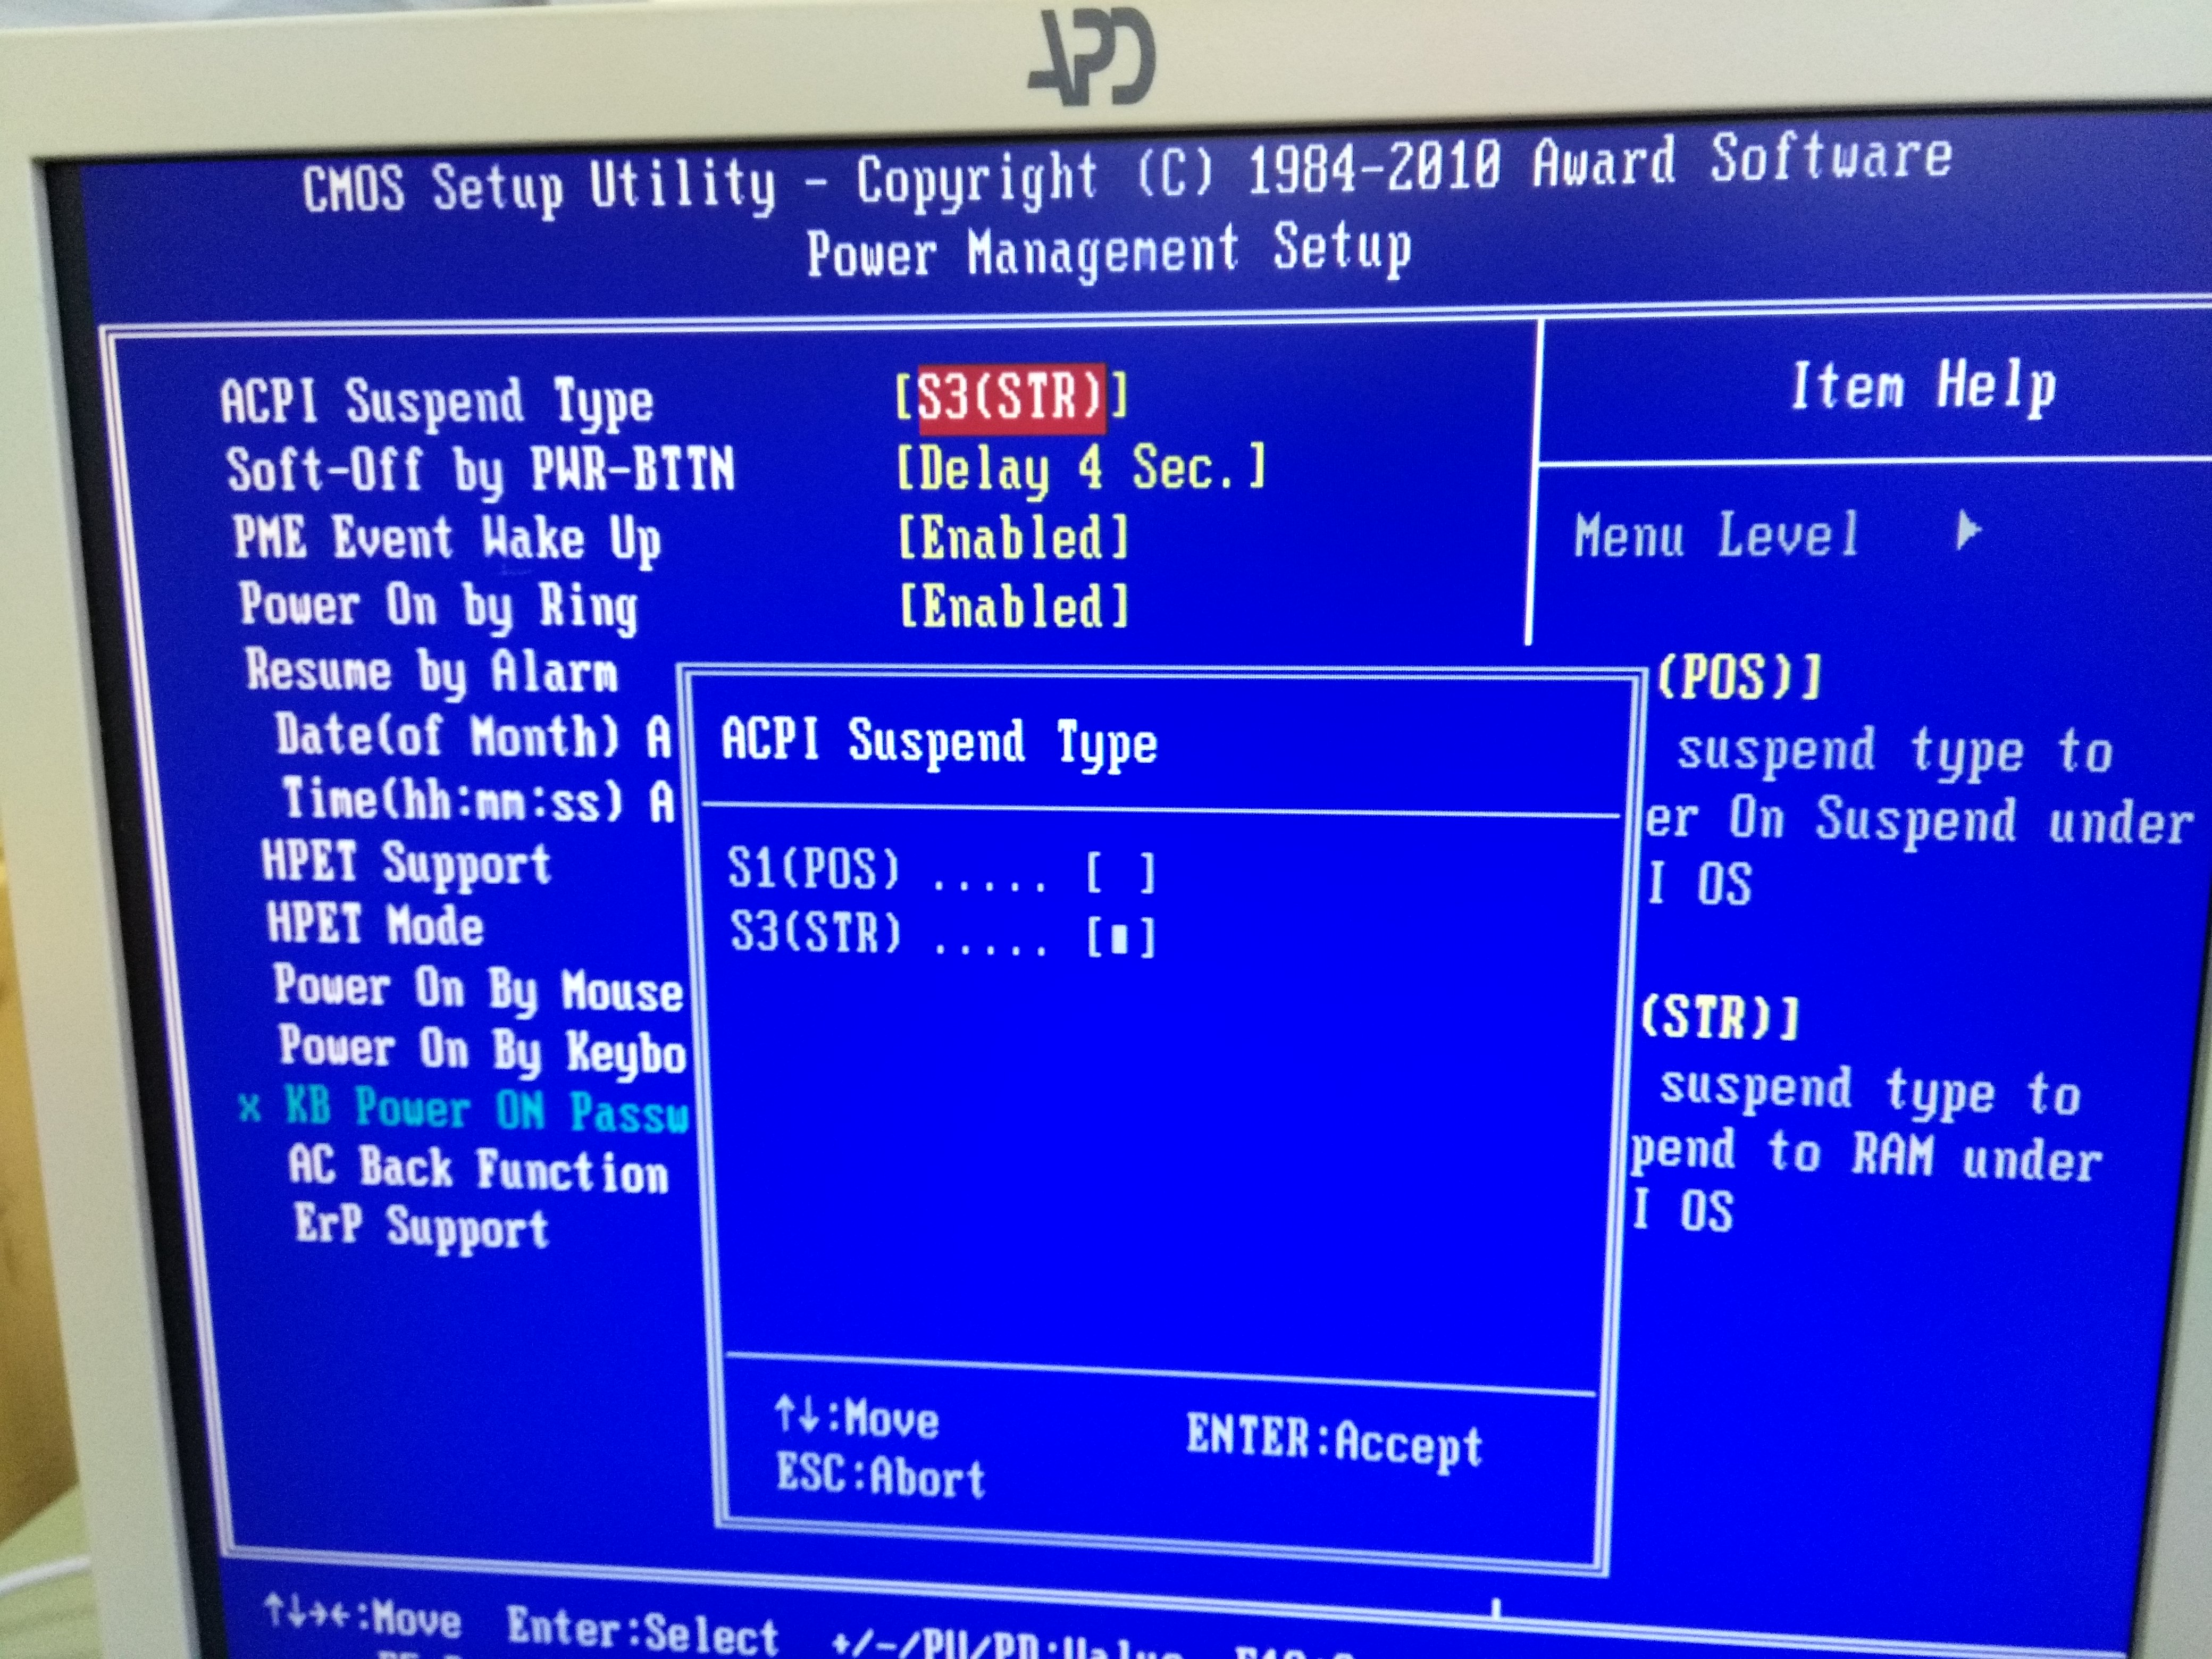 APD
CMOS Setup Utility - Copyright (C) 1984-2010 Award Software
Power Management Setup
ACPI Suspend Type [S3(STR)]
Soft-Off by PWR-BTTN [Delay 4 Sec.]
PME Event Wake Up [Enabled]
Power On by Ring [Enabled]
Resume by Alarm
Date(of Month) A
Time(hh:mm:ss) A
HPET Support
HPET Mode
Power On By Mouse
Power On By Keybo
x KB Power ON Passw
AC Back Function
ErP Support
ACPI Suspend Type
S1(POS) ..... [ ]
S3(STR) ..... [▮]
↑↓:Move ENTER:Accept
ESC:Abort
Item Help
Menu Level ▶
(POS)]
suspend type to
er On Suspend under
I OS
(STR)]
suspend type to
pend to RAM under
I OS
↑↓→←:Move Enter:Select +/-/PU/PD:Value